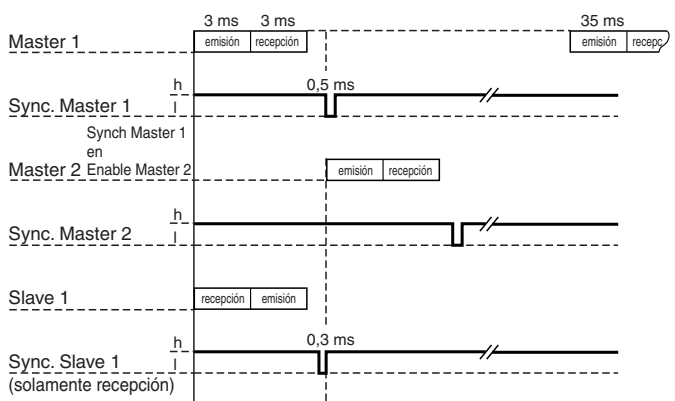 3 ms 3 ms 35 ms
Master 1 emisión recepción emisión recepc
h
0,5 ms
Sync. Master 1 l
Synch Master 1
en
Master 2 Enable Master 2 emisión recepción
h
Sync. Master 2 l
Slave 1 recepción emisión
h
0,3 ms
Sync. Slave 1 l
(solamente recepción)